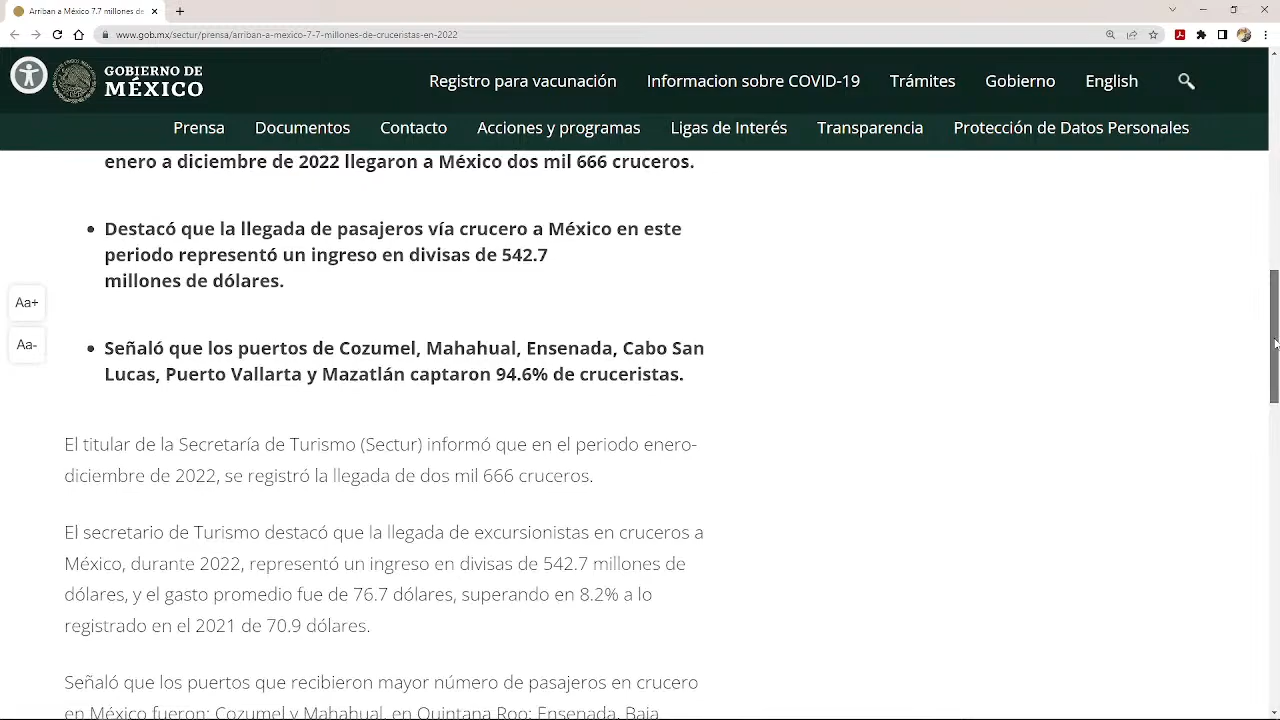 Arriban a México 7.7 millones de
www.gob.mx/sectur/prensa/arriban-a-mexico-7-7-millones-de-cruceristas-en-2022
GOBIERNO DE
MÉXICO
Registro para vacunación Informacion sobre COVID-19 Trámites Gobierno English
Prensa Documentos Contacto Acciones y programas Ligas de Interés Transparencia Protección de Datos Personales
enero a diciembre de 2022 llegaron a México dos mil 666 cruceros.
Destacó que la llegada de pasajeros vía crucero a México en este
periodo representó un ingreso en divisas de 542.7
millones de dólares.
Aa+
Aa-
Señaló que los puertos de Cozumel, Mahahual, Ensenada, Cabo San
Lucas, Puerto Vallarta y Mazatlán captaron 94.6% de cruceristas.
El titular de la Secretaría de Turismo (Sectur) informó que en el periodo enero-
diciembre de 2022, se registró la llegada de dos mil 666 cruceros.
El secretario de Turismo destacó que la llegada de excursionistas en cruceros a
México, durante 2022, representó un ingreso en divisas de 542.7 millones de
dólares, y el gasto promedio fue de 76.7 dólares, superando en 8.2% a lo
registrado en el 2021 de 70.9 dólares.
Señaló que los puertos que recibieron mayor número de pasajeros en crucero
en México fueron: Cozumel y Mahahual, en Quintana Roo; Ensenada, Baja